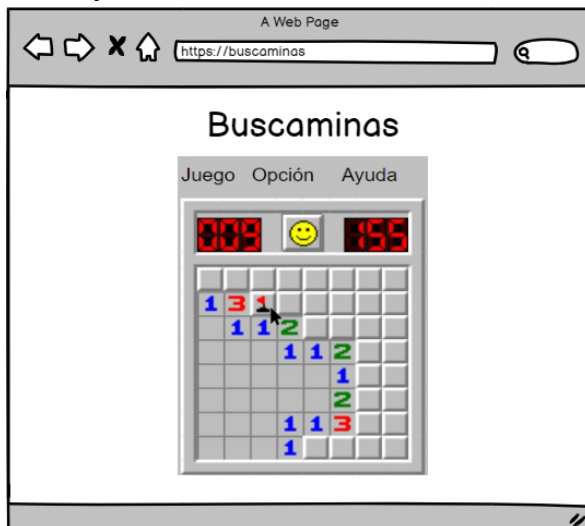 A Web Page
https://buscaminas
Buscaminas
Juego Opción Ayuda
009 155
1 3
1 1 2
1 1 2
1
2
1 1 3
1